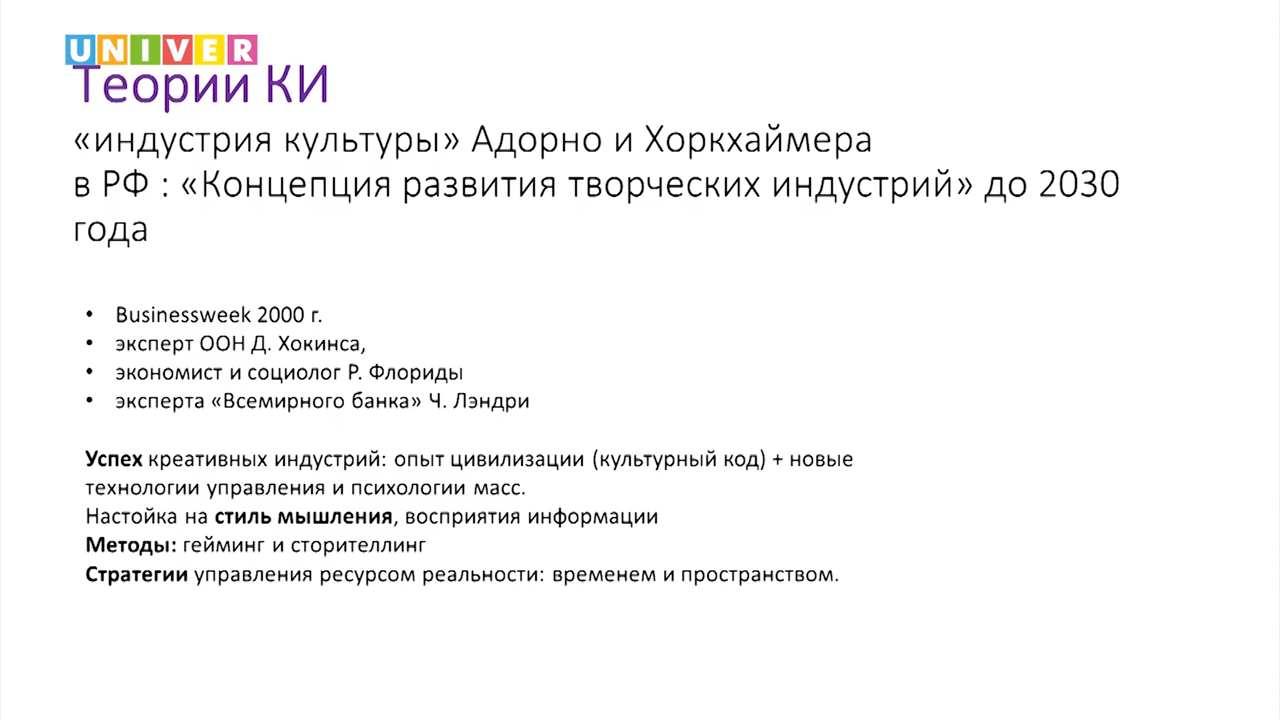 UNIVER
Теории КИ
«индустрия культуры» Адорно и Хоркхаймера
в РФ : «Концепция развития творческих индустрий» до 2030
года
• Businessweek 2000 г.
• эксперт ООН Д. Хокинса,
• экономист и социолог Р. Флориды
• эксперта «Всемирного банка» Ч. Лэндри
Успех креативных индустрий: опыт цивилизации (культурный код) + новые
технологии управления и психологии масс.
Настойка на стиль мышления, восприятия информации
Методы: гейминг и сторителлинг
Стратегии управления ресурсом реальности: временем и пространством.